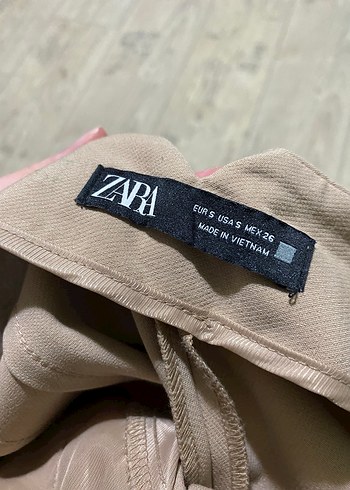 ZARA
EUR S USA S MEX 26
MADE IN VIETNAM